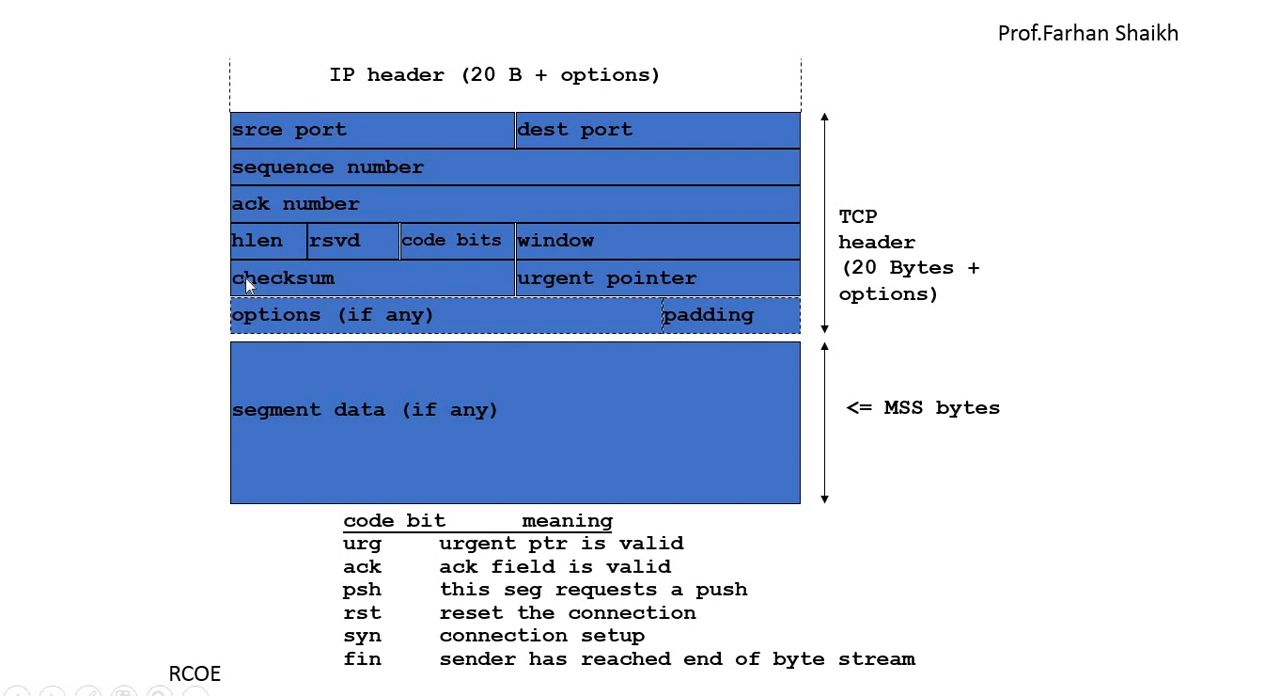 Prof.Farhan Shaikh
IP header (20 B + options)
srce port dest port
sequence number
ack number
hlen rsvd code bits window
checksum urgent pointer
options (if any) padding
TCP
header
(20 Bytes +
options)
segment data (if any)
<= MSS bytes
code bit meaning
urg urgent ptr is valid
ack ack field is valid
psh this seg requests a push
rst reset the connection
syn connection setup
fin sender has reached end of byte stream
RCOE